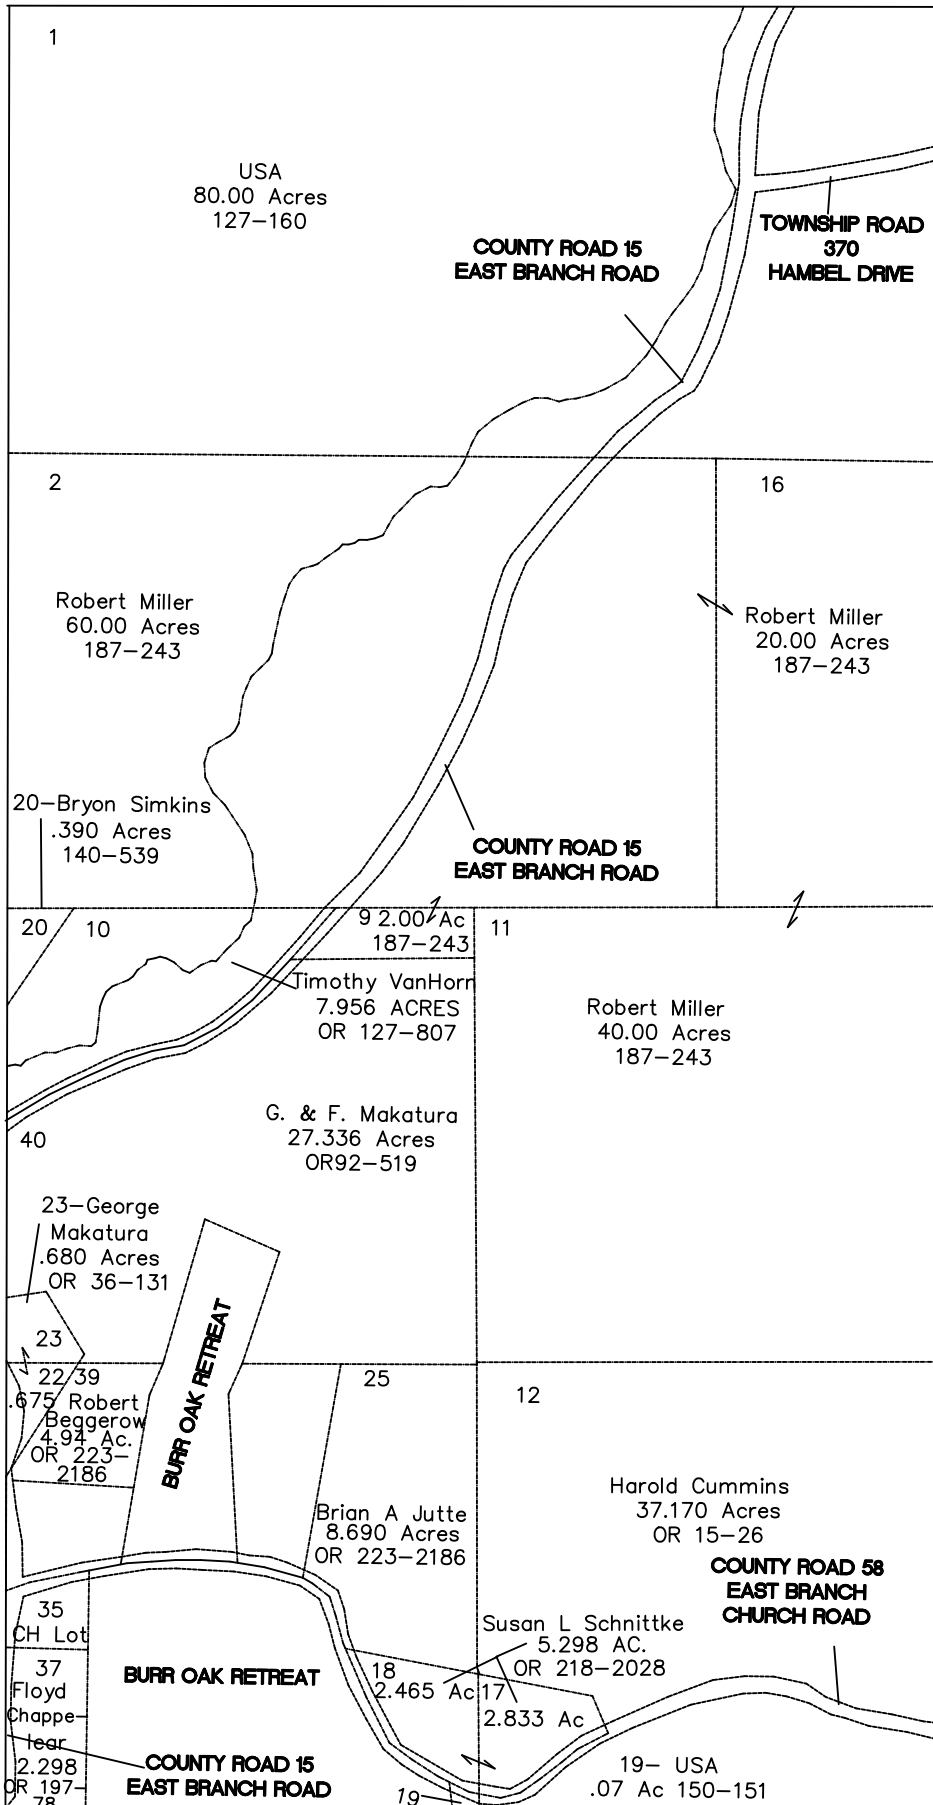 1
USA
80.00 Acres
127-160
COUNTY ROAD 15
EAST BRANCH ROAD
TOWNSHIP ROAD
370
HAMBEL DRIVE
2
16
Robert Miller
60.00 Acres
187-243
Robert Miller
20.00 Acres
187-243
20-Bryon Simkins
.390 Acres
140-539
COUNTY ROAD 15
EAST BRANCH ROAD
20
10
9 2.00 Ac
187-243
11
Timothy VanHorn
7.956 ACRES
OR 127-807
Robert Miller
40.00 Acres
187-243
G. & F. Makatura
27.336 Acres
OR92-519
40
23-George
Makatura
.680 Acres
OR 36-131
BURR OAK RETREAT
23
22 39
.675 Robert
Beggerow
4.94 Ac.
OR 223-
2186
25
12
Brian A Jutte
8.690 Acres
OR 223-2186
Harold Cummins
37.170 Acres
OR 15-26
COUNTY ROAD 58
EAST BRANCH
CHURCH ROAD
35
CH Lot
Susan L Schnittke
5.298 AC.
OR 218-2028
37
Floyd
Chappe-
lear
2.298
OR 197-
78
BURR OAK RETREAT
18
2.465 Ac
17
2.833 Ac
COUNTY ROAD 15
EAST BRANCH ROAD
19
19- USA
.07 Ac 150-151